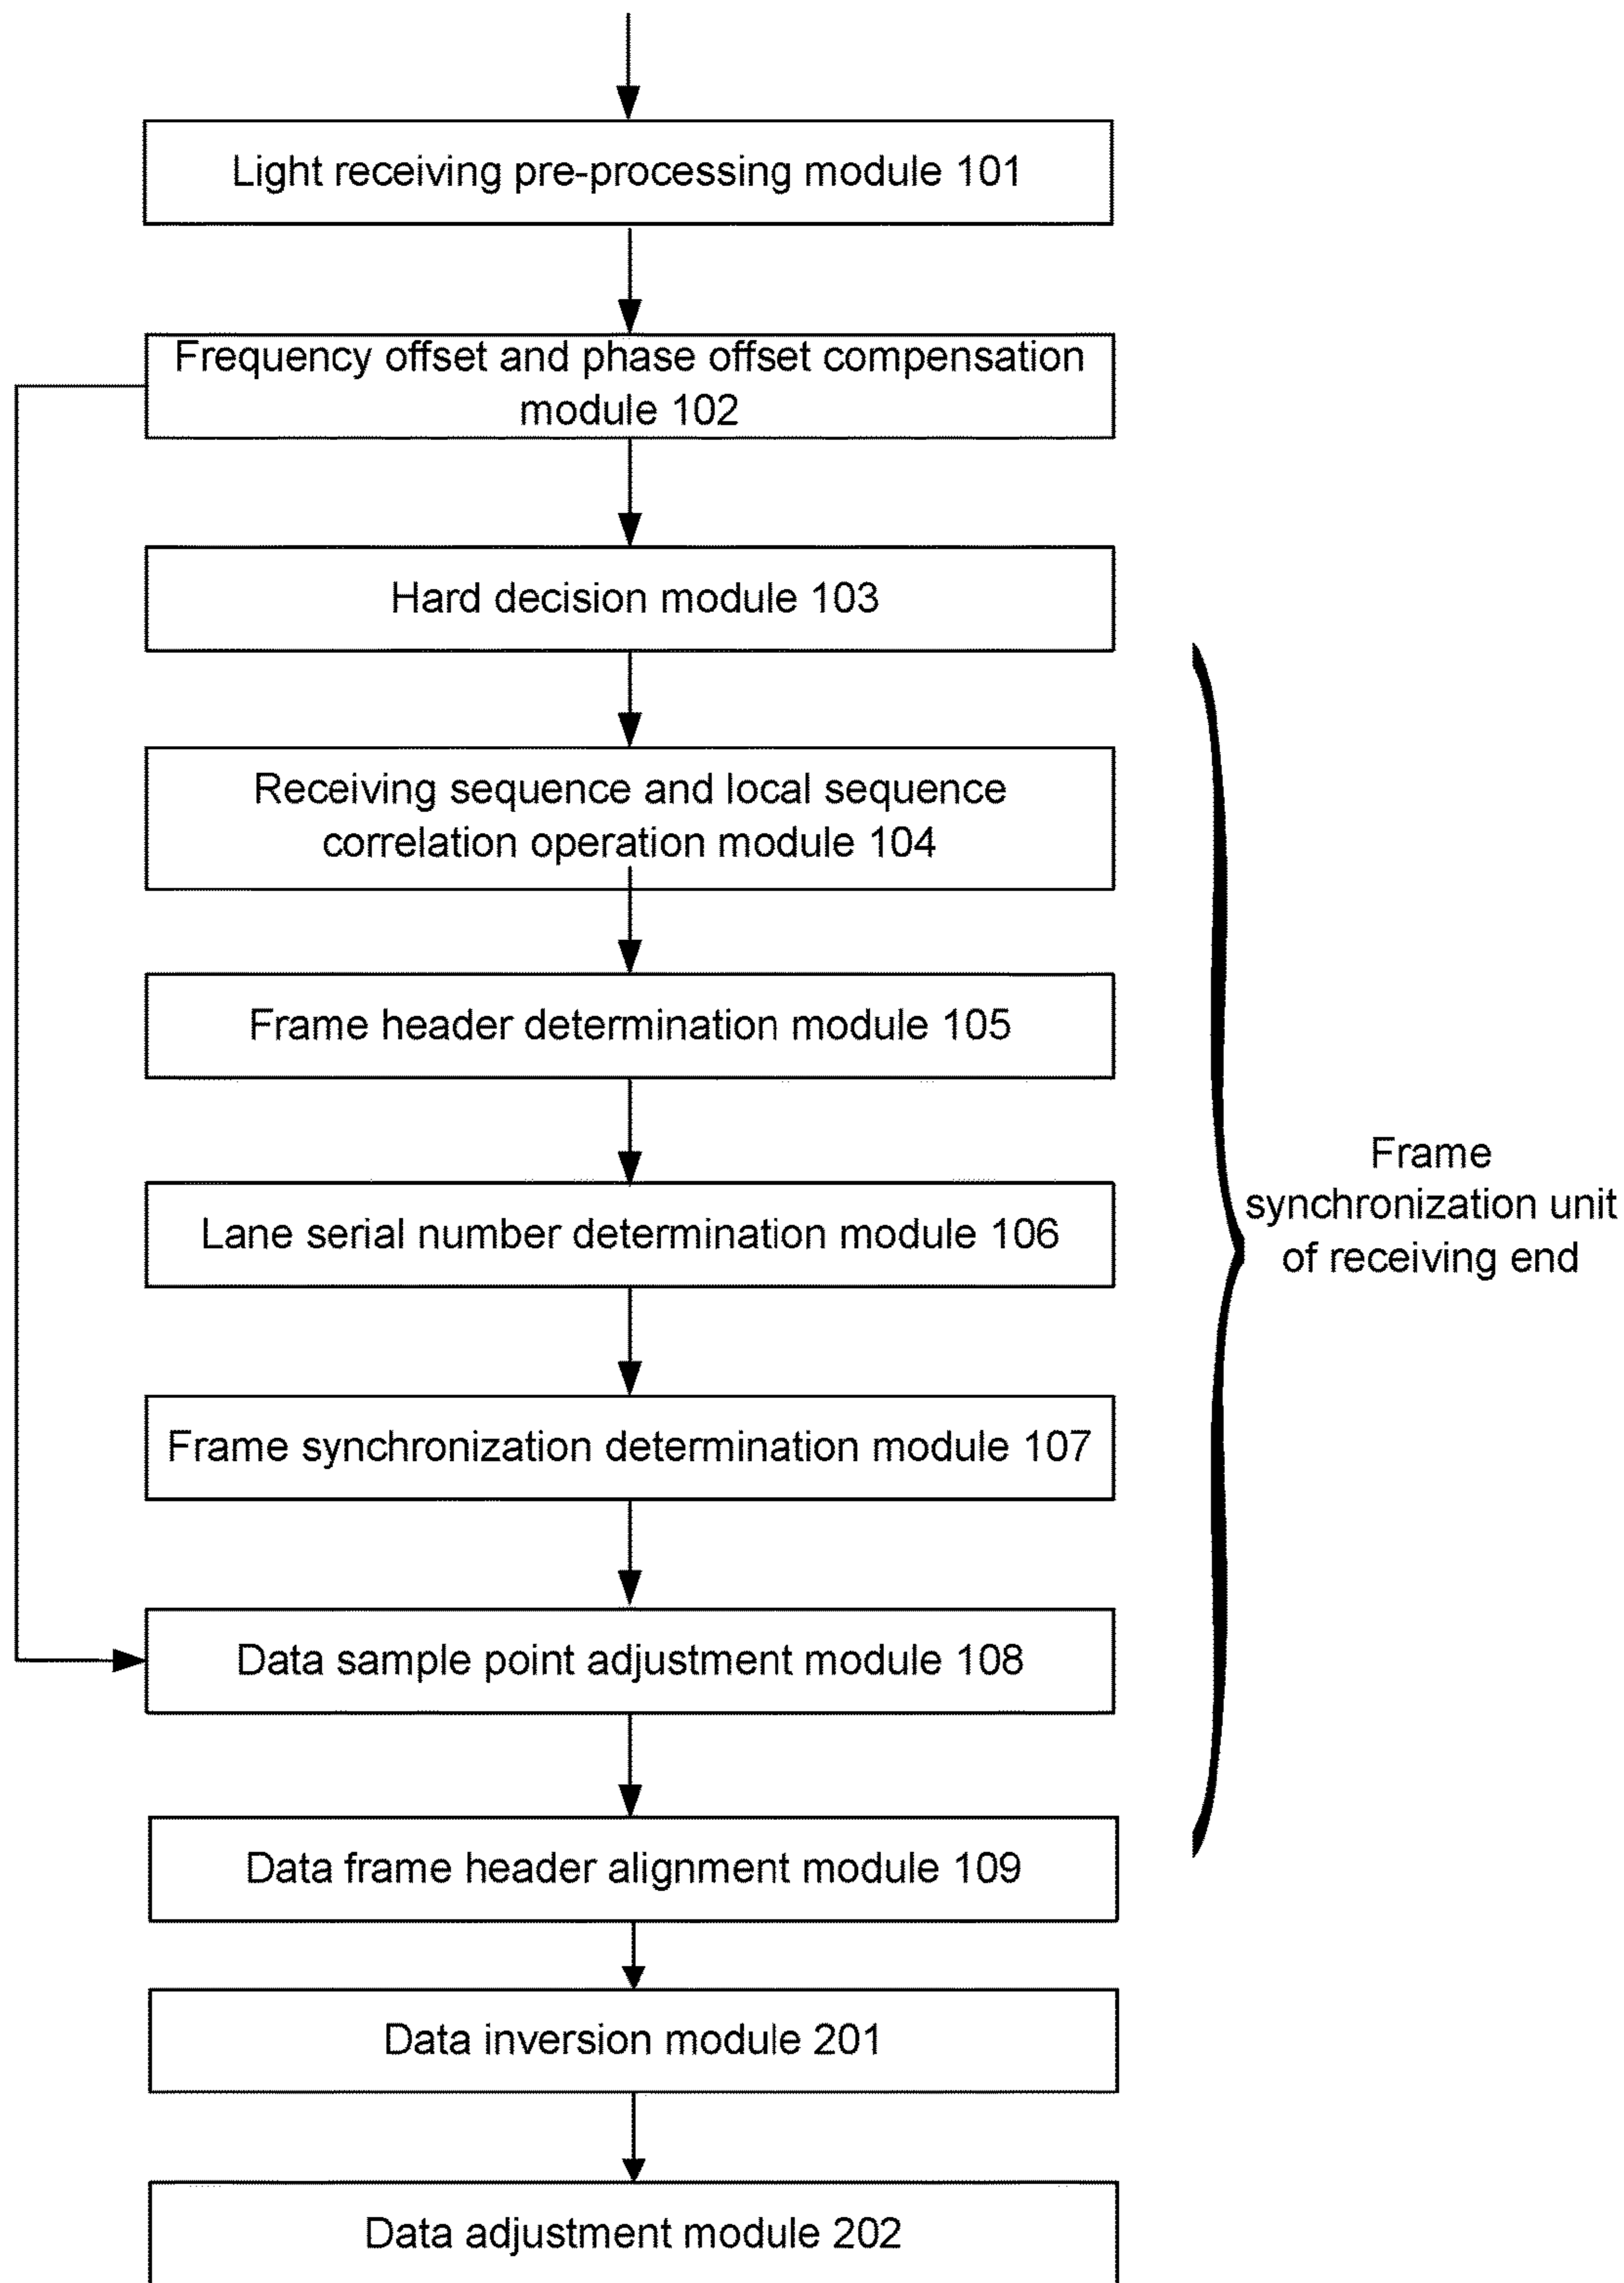 Light receiving pre-processing module 101
Frequency offset and phase offset compensation
module 102
Hard decision module 103
Receiving sequence and local sequence
correlation operation module 104
Frame header determination module 105
Lane serial number determination module 106
Frame synchronization determination module 107
Data sample point adjustment module 108
Data frame header alignment module 109
Data inversion module 201
Data adjustment module 202
Frame
synchronization unit
of receiving end